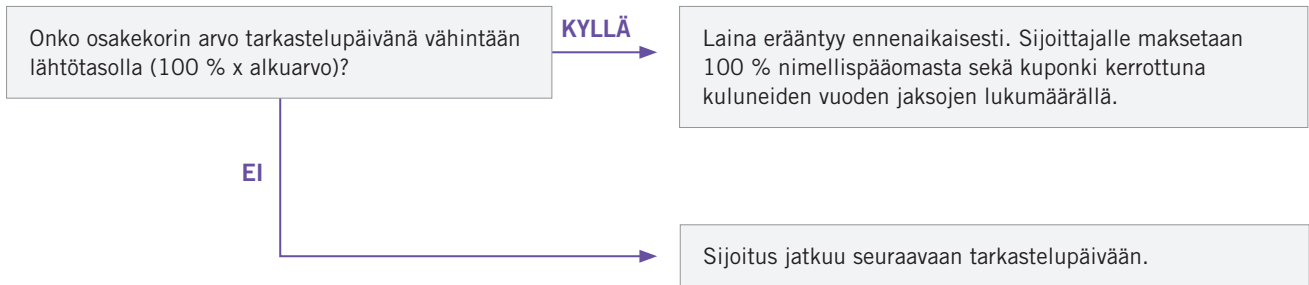 Onko osakekorin arvo tarkastelupäivänä vähintään
lähtötasolla (100 % x alkuarvo)?
KYLLÄ
Laina erääntyy ennenaikaisesti. Sijoittajalle maksetaan
100 % nimellispääomasta sekä kuponki kerrottuna
kuluneiden vuoden jaksojen lukumäärällä.
EI
Sijoitus jatkuu seuraavaan tarkastelupäivään.